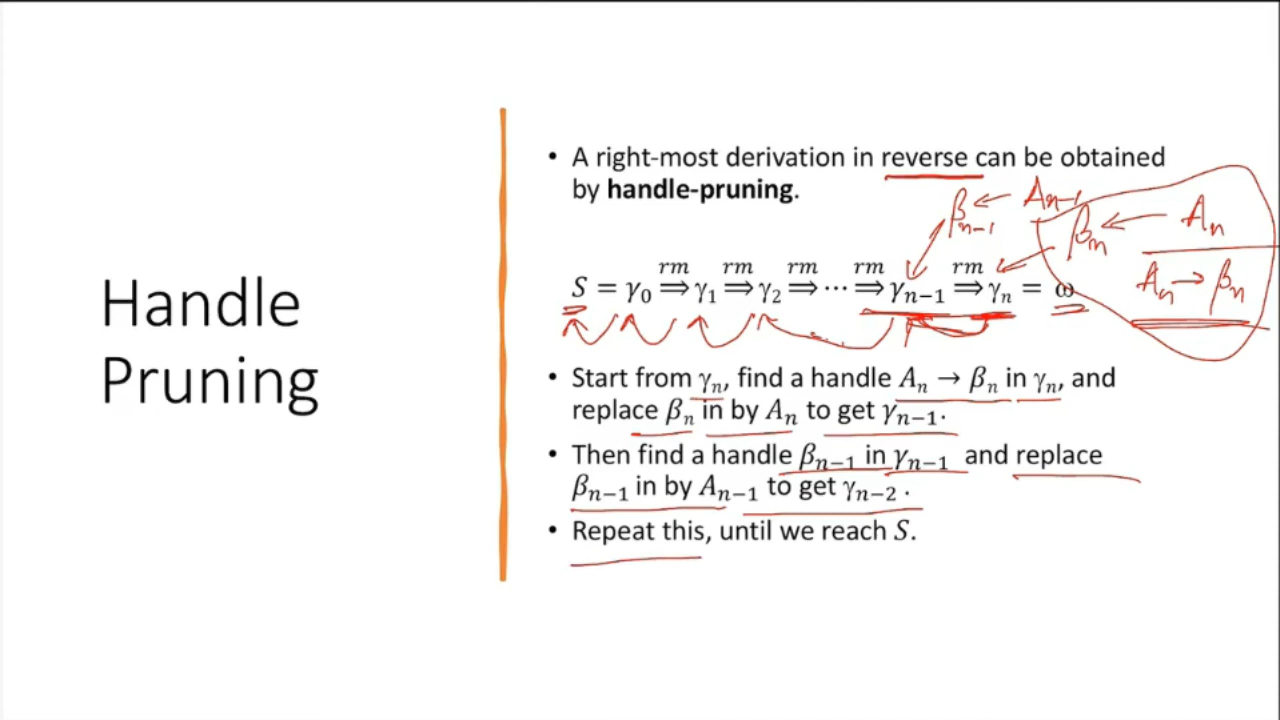 Handle
Pruning
• A right-most derivation in reverse can be obtained
by handle-pruning.
β_{n-1} ← A_{n-1}
β_n ← A_n
A_n → β_n
S = γ_0 ⇒^{rm} γ_1 ⇒^{rm} γ_2 ⇒^{rm} ⋯ ⇒^{rm} γ_{n−1} ⇒^{rm} γ_n = ω
• Start from γ_n, find a handle A_n → β_n in γ_n, and
replace β_n in by A_n to get γ_{n−1}.
• Then find a handle β_{n−1} in γ_{n−1} and replace
β_{n−1} in by A_{n−1} to get γ_{n−2} .
• Repeat this, until we reach S.